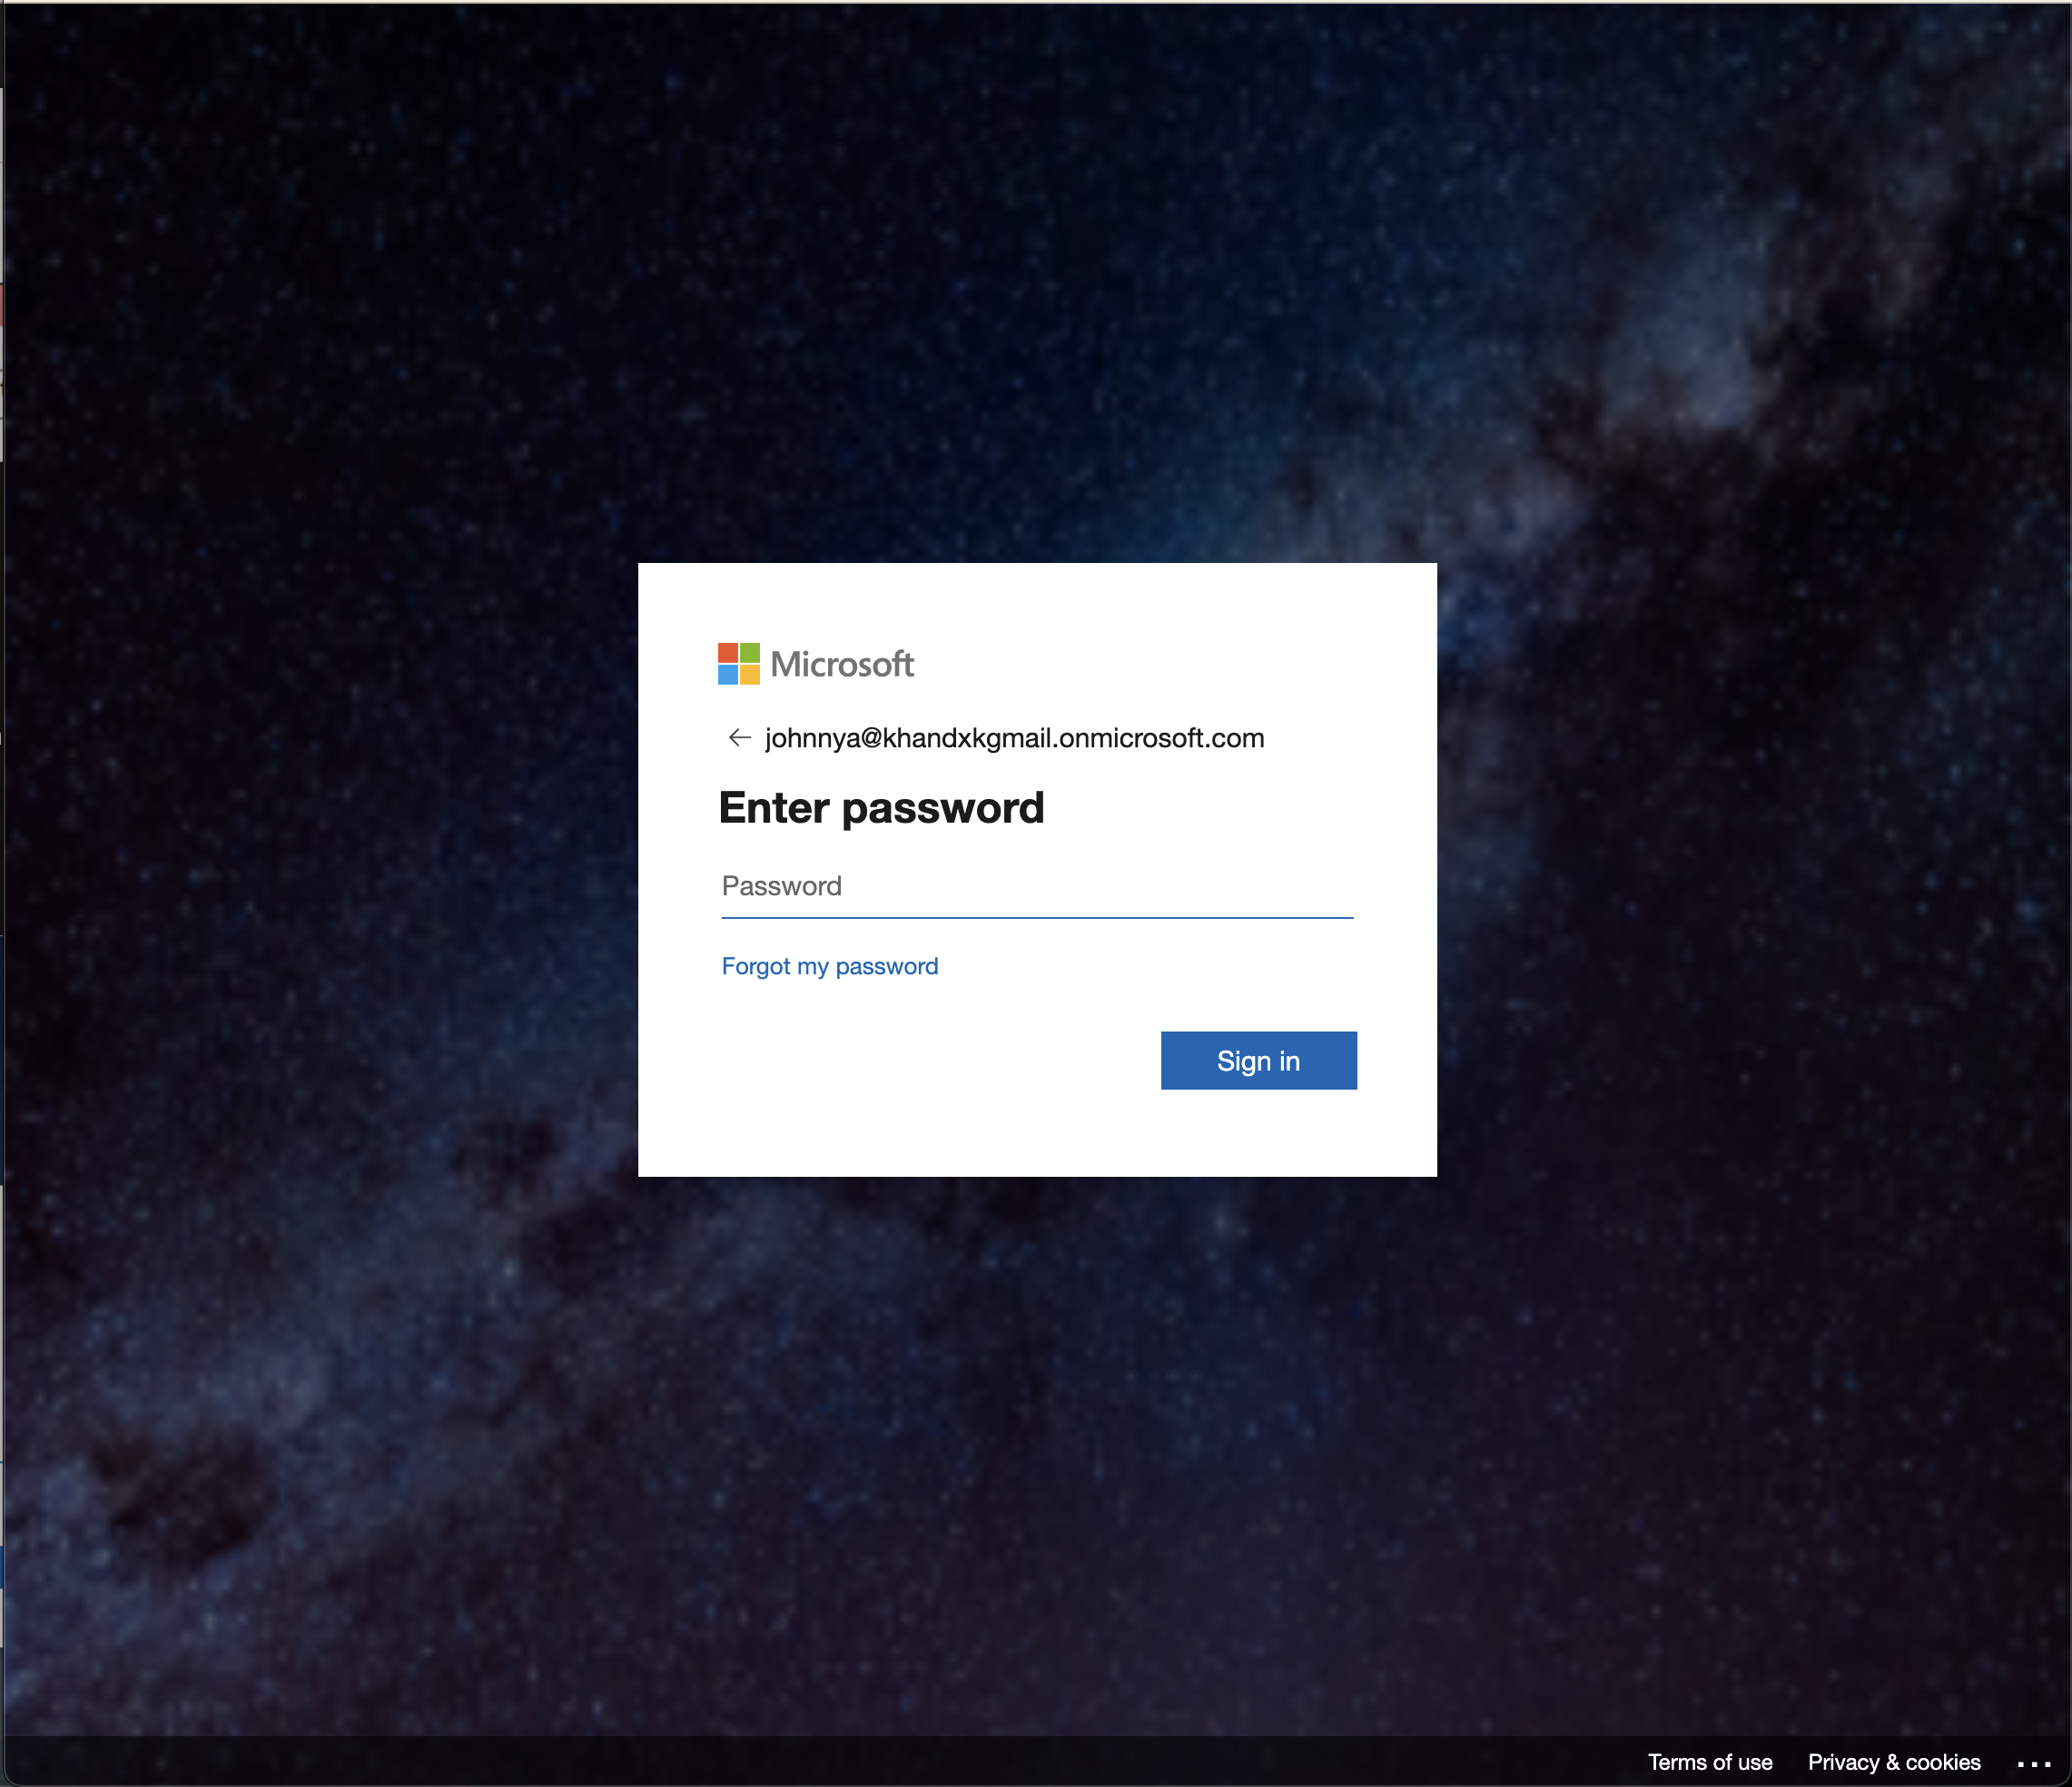 Microsoft
johnnya@khandxkgmail.onmicrosoft.com
Enter password
Password
Forgot my password
Sign in
Terms of use Privacy & cookies ...